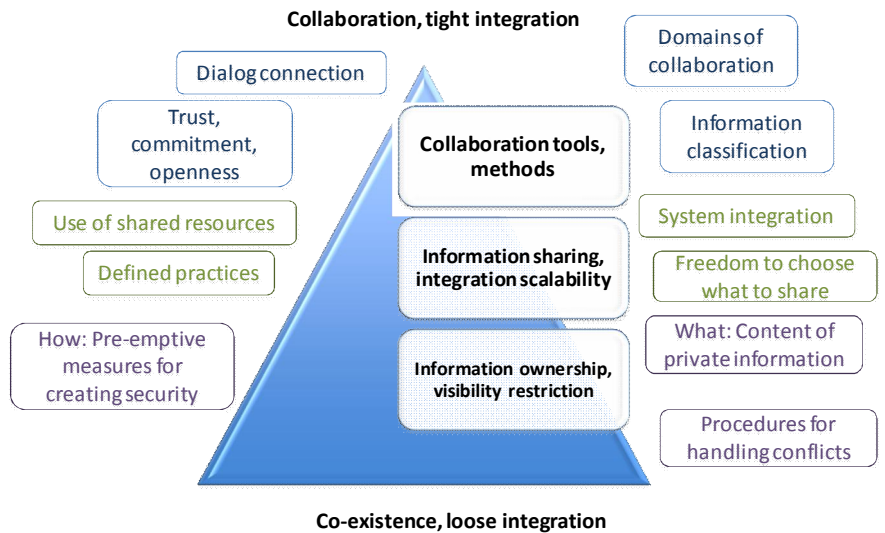 Collaboration, tight integration
Dialog connection
Domains of
collaboration
Trust,
commitment,
openness
Collaboration tools,
methods
Information
classification
Use of shared resources
System integration
Defined practices
Information sharing,
integration scalability
Freedom to choose
what to share
How: Pre-emptive
measures for
creating security
Information ownership,
visibility restriction
What: Content of
private information
Procedures for
handling conflicts
Co-existence, loose integration